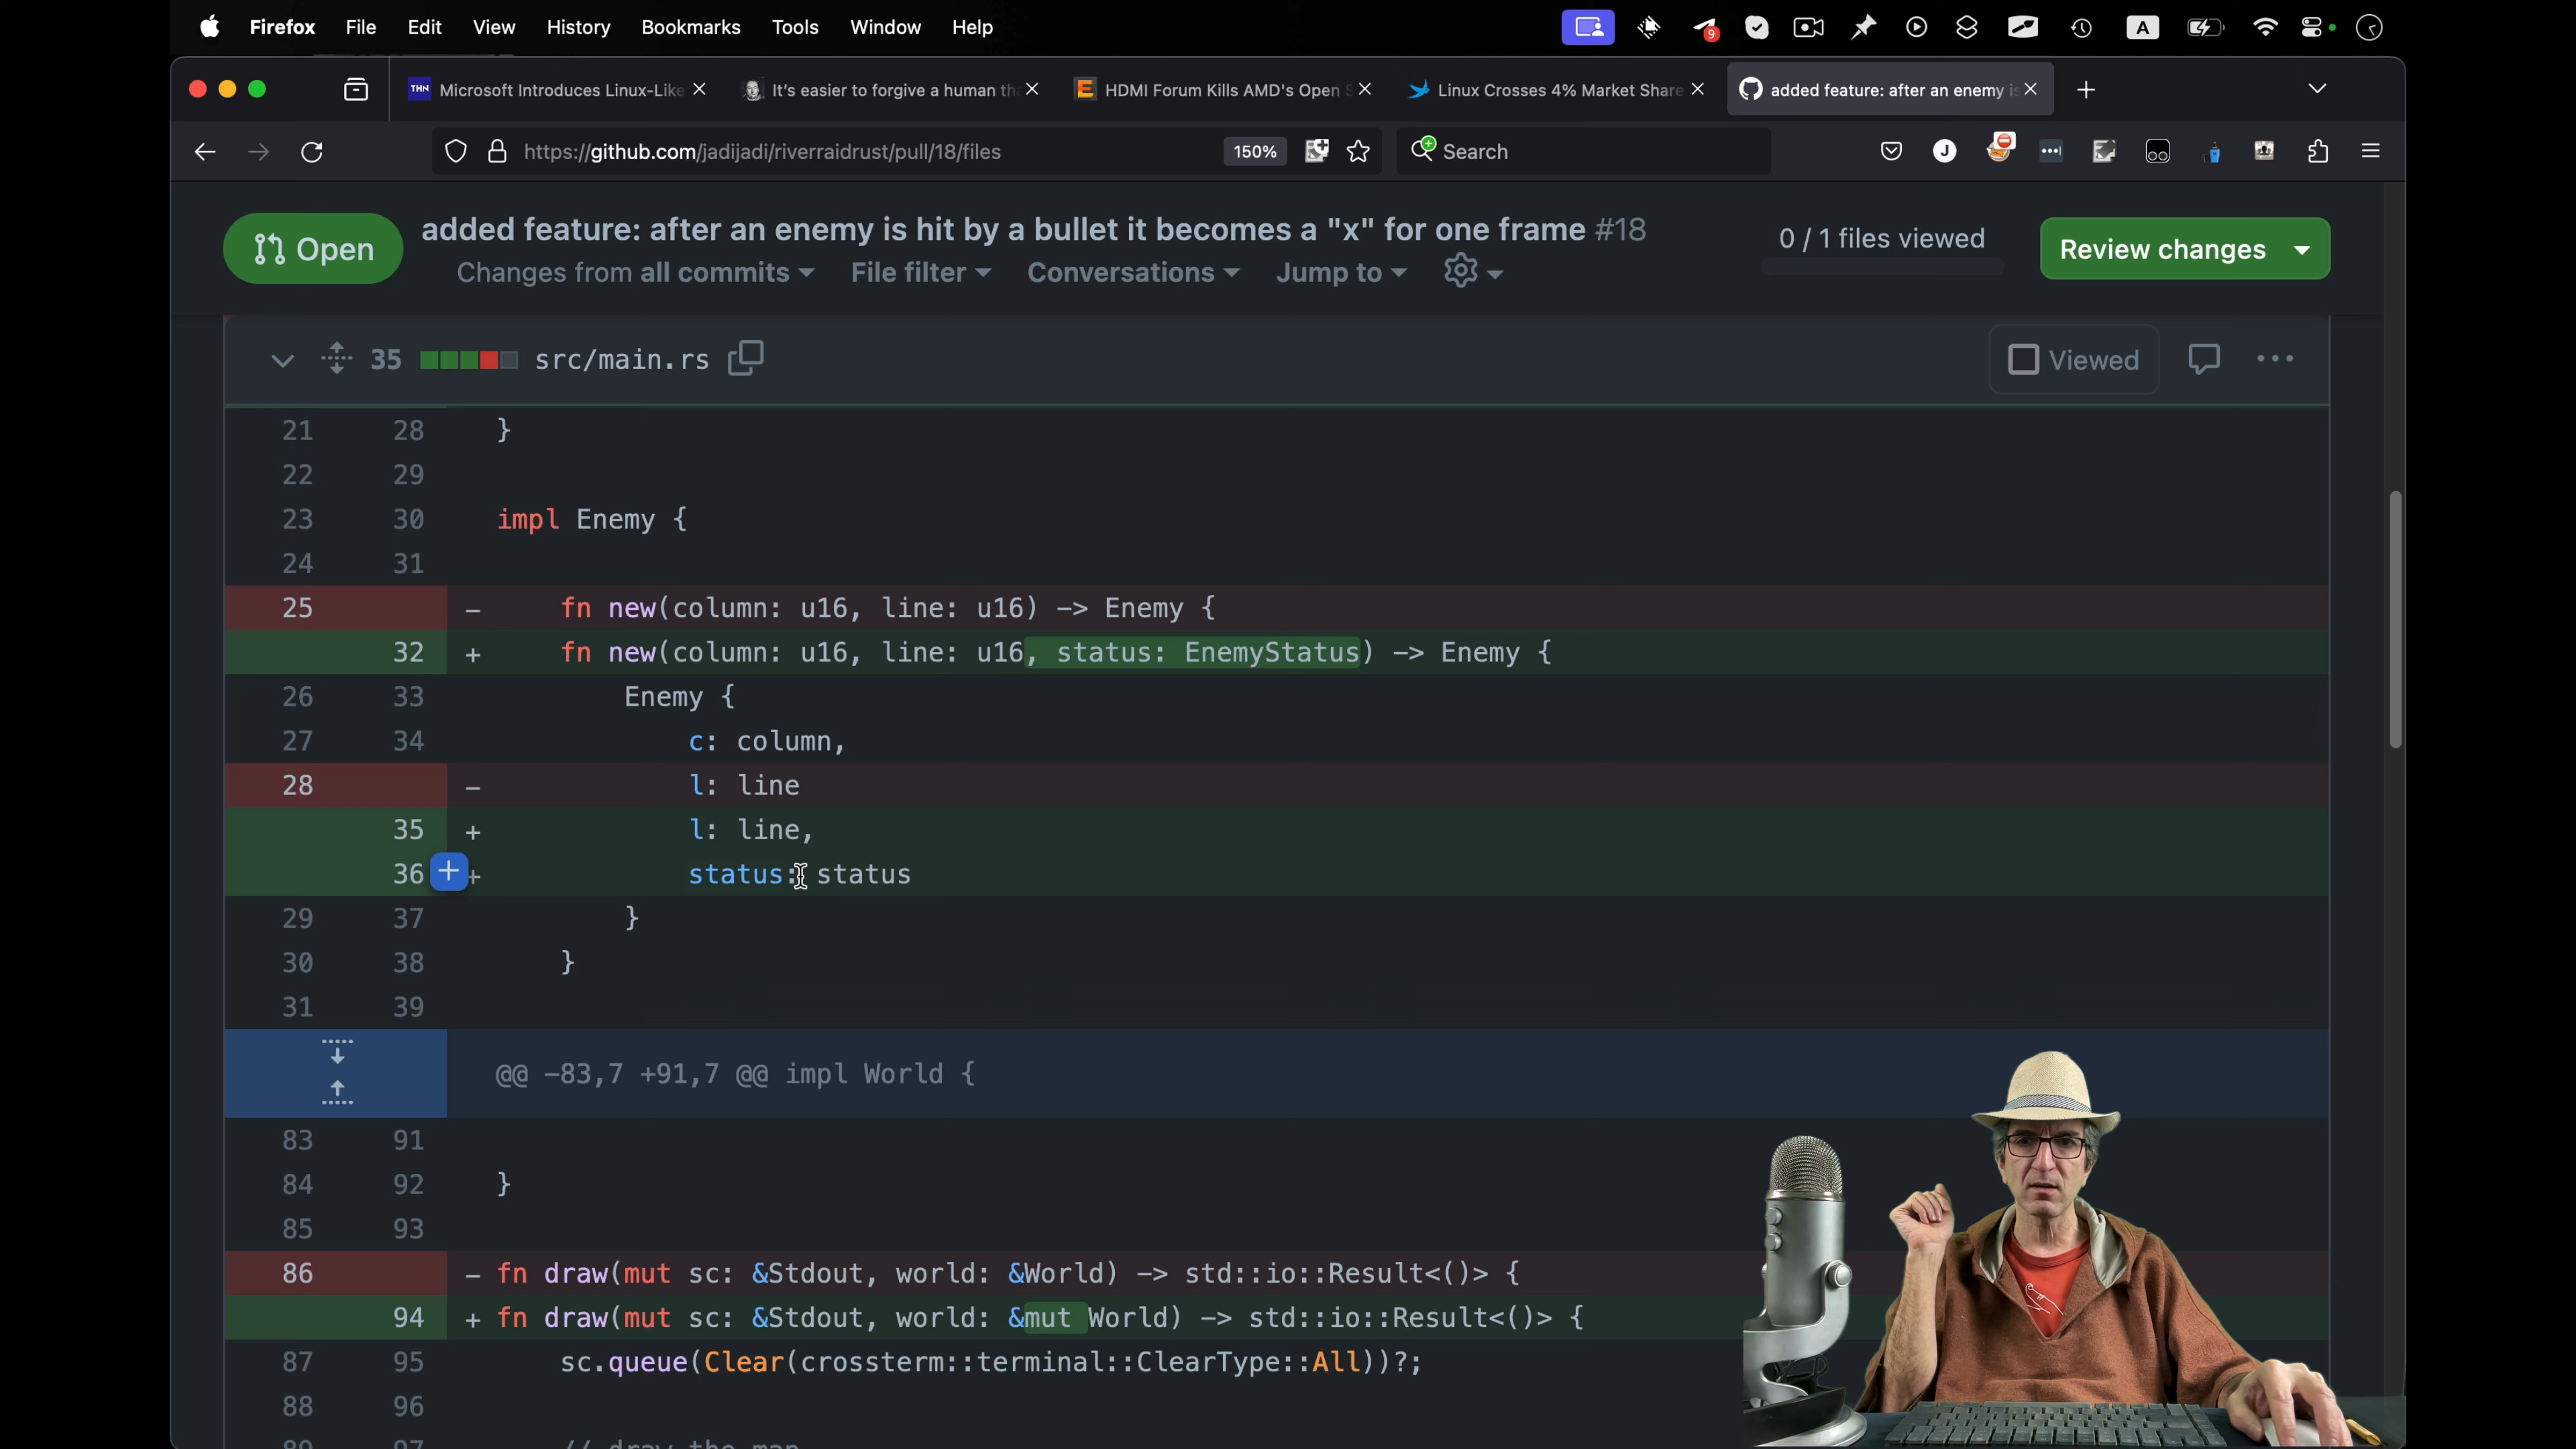 Firefox File Edit View History Bookmarks Tools Window Help
9
A
THN Microsoft Introduces Linux-Like
It's easier to forgive a human th
E HDMI Forum Kills AMD's Open S
Linux Crosses 4% Market Share
added feature: after an enemy is
https://github.com/jadijadi/riverraidrust/pull/18/files
150%
Search
J
Open
added feature: after an enemy is hit by a bullet it becomes a "x" for one frame #18
Changes from all commits File filter Conversations Jump to
0 / 1 files viewed
Review changes
35 src/main.rs
Viewed
21 28 }
22 29
23 30 impl Enemy {
24 31
25 - fn new(column: u16, line: u16) -> Enemy {
32 + fn new(column: u16, line: u16, status: EnemyStatus) -> Enemy {
26 33 Enemy {
27 34 c: column,
28 - l: line
35 + l: line,
36 + status: status
29 37 }
30 38 }
31 39
@@ -83,7 +91,7 @@ impl World {
83 91
84 92 }
85 93
86 - fn draw(mut sc: &Stdout, world: &World) -> std::io::Result<()> {
94 + fn draw(mut sc: &Stdout, world: &mut World) -> std::io::Result<()> {
87 95 sc.queue(Clear(crossterm::terminal::ClearType::All))?;
88 96
89 97 // draw the map